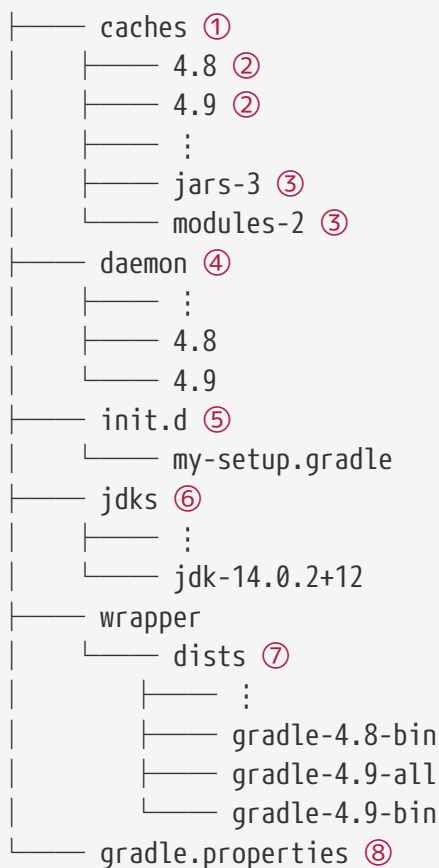 ├── caches ①
│   ├── 4.8 ②
│   ├── 4.9 ②
│   ├── ⋮
│   ├── jars-3 ③
│   └── modules-2 ③
├── daemon ④
│   ├── ⋮
│   ├── 4.8
│   └── 4.9
├── init.d ⑤
│   └── my-setup.gradle
├── jdks ⑥
│   ├── ⋮
│   └── jdk-14.0.2+12
├── wrapper
│   └── dists ⑦
│       ├── ⋮
│       ├── gradle-4.8-bin
│       ├── gradle-4.9-all
│       └── gradle-4.9-bin
└── gradle.properties ⑧